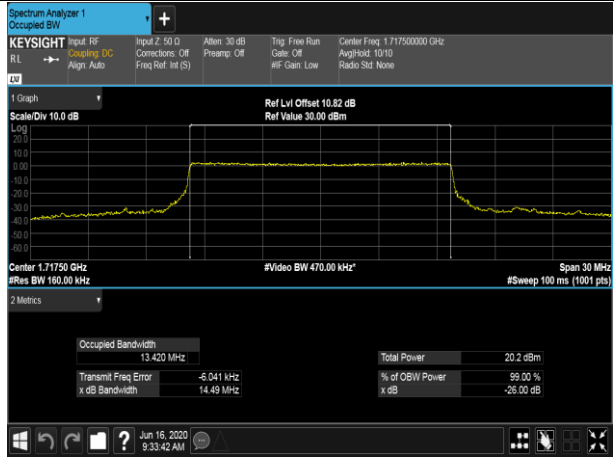 Spectrum Analyzer 1
Occupied BW
+
KEYSIGHT
RL
LXI
Input: RF
Coupling: DC
Align: Auto
Input Z: 50 Ω
Corrections: Off
Freq Ref: Int (S)
Atten: 30 dB
Preamp: Off
Trig: Free Run
Gate: Off
#IF Gain: Low
Center Freq: 1.717500000 GHz
Avg|Hold: 10/10
Radio Std: None
1 Graph
Scale/Div 10.0 dB
Ref Lvl Offset 10.82 dB
Ref Value 30.00 dBm
Log
20.0
10.0
0.00
-10.0
-20.0
-30.0
-40.0
-50.0
-60.0
Center 1.71750 GHz
#Video BW 470.00 kHz*
Span 30 MHz
#Res BW 160.00 kHz
#Sweep 100 ms (1001 pts)
2 Metrics
Occupied Bandwidth
13.420 MHz
Total Power 20.2 dBm
Transmit Freq Error -6.041 kHz
% of OBW Power 99.00 %
x dB Bandwidth 14.49 MHz
x dB -26.00 dB
?
Jun 16, 2020
9:33:42 AM